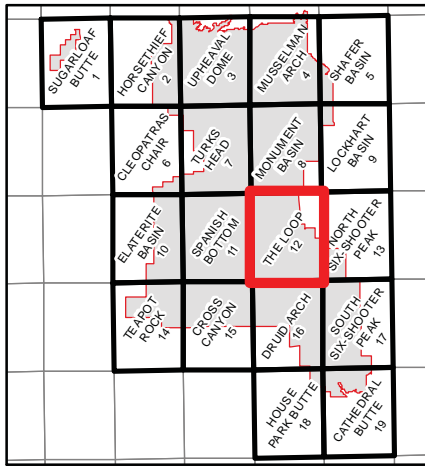 SUGARLOAF
BUTTE
1
HORSETHIEF
CANYON
2
UPHEAVAL
DOME
3
MUSSELMAN
ARCH
4
SHAFER
BASIN
5
CLEOPATRAS
CHAIR
6
TURKS
HEAD
7
MONUMENT
BASIN
8
LOCKHART
BASIN
9
ELATERITE
BASIN
10
SPANISH
BOTTOM
11
THE LOOP
12
NORTH
SIX-SHOOTER
PEAK
13
TEAPOT
ROCK
14
CROSS
CANYON
15
DRUID ARCH
16
SOUTH
SIX-SHOOTER
PEAK
17
HOUSE
PARK BUTTE
18
CATHEDRAL
BUTTE
19